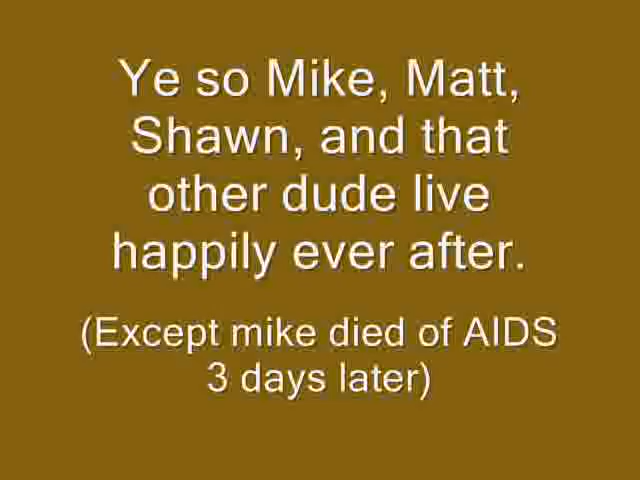 Ye so Mike, Matt,
Shawn, and that
other dude live
happily ever after.
(Except mike died of AIDS
3 days later)